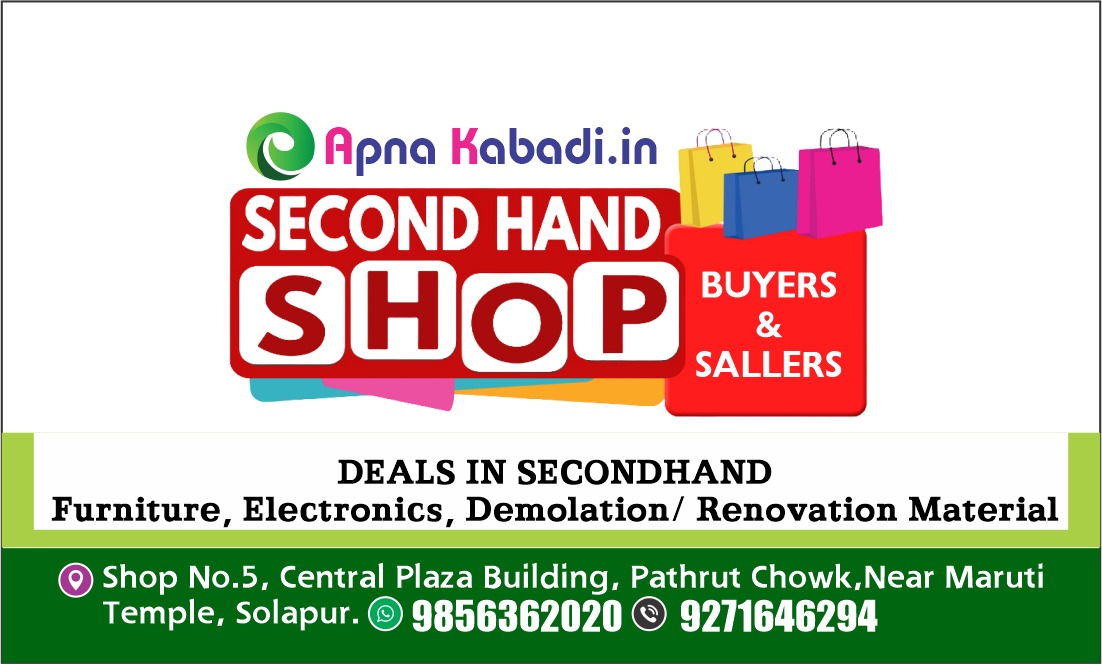 Apna Kabadi.in
SECOND HAND
SHOP
BUYERS
&
SALLERS
DEALS IN SECONDHAND
Furniture, Electronics, Demolation/ Renovation Material
Shop No.5, Central Plaza Building, Pathrut Chowk,Near Maruti
Temple, Solapur. 9856362020 9271646294